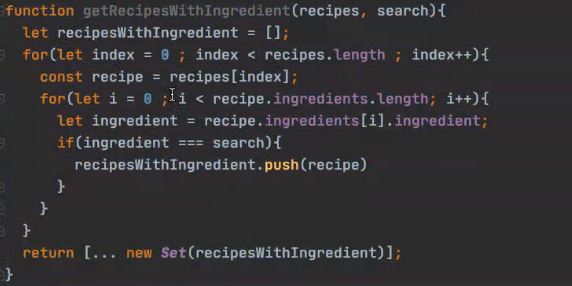 function getRecipesWithIngredient(recipes, search){
let recipesWithIngredient = [];
for(let index = 0 ; index < recipes.length ; index++){
const recipe = recipes[index];
for(let i = 0 ; i < recipe.ingredients.length; i++){
let ingredient = recipe.ingredients[i].ingredient;
if(ingredient === search){
recipesWithIngredient.push(recipe)
}
}
}
return [... new Set(recipesWithIngredient)];
}